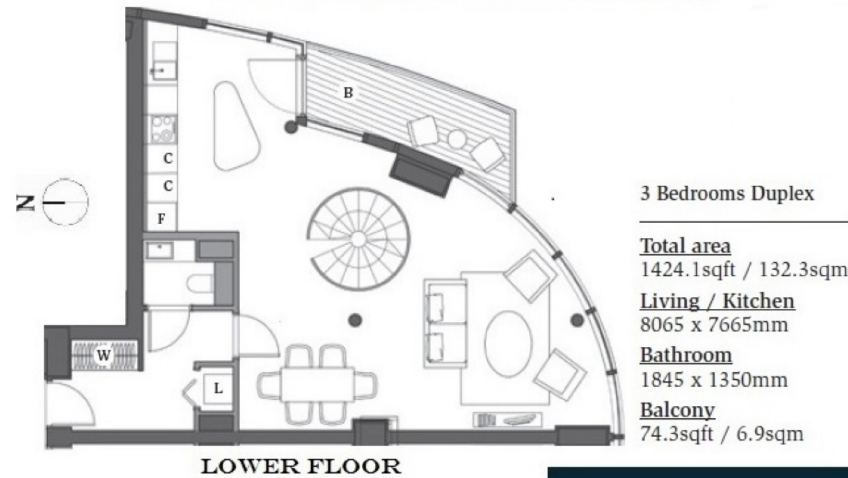 B
C
C
F
N
W
L
LOWER FLOOR
3 Bedrooms Duplex
Total area
1424.1sqft / 132.3sqm
Living / Kitchen
8065 x 7665mm
Bathroom
1845 x 1350mm
Balcony
74.3sqft / 6.9sqm